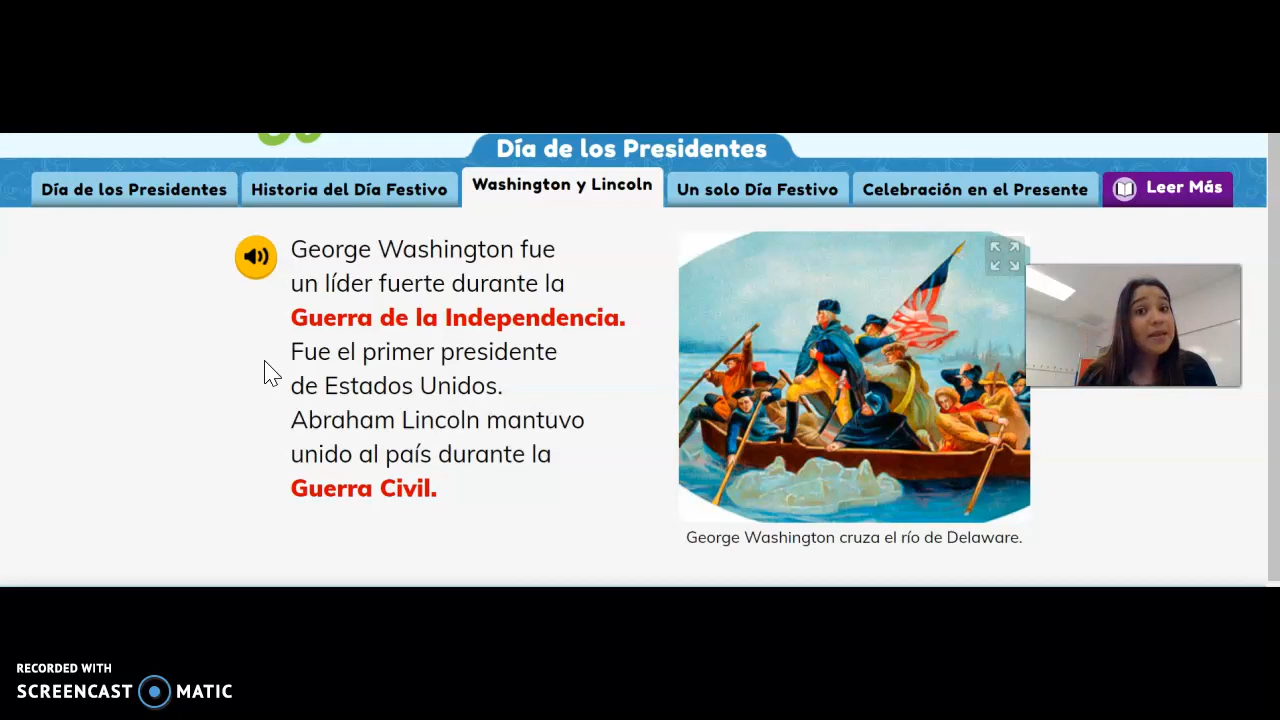 Día de los Presidentes
Día de los Presidentes
Historia del Día Festivo
Washington y Lincoln
Un solo Día Festivo
Celebración en el Presente
Leer Más
George Washington fue
un líder fuerte durante la
Guerra de la Independencia.
Fue el primer presidente
de Estados Unidos.
Abraham Lincoln mantuvo
unido al país durante la
Guerra Civil.
George Washington cruza el río de Delaware.
RECORDED WITH
SCREENCAST MATIC